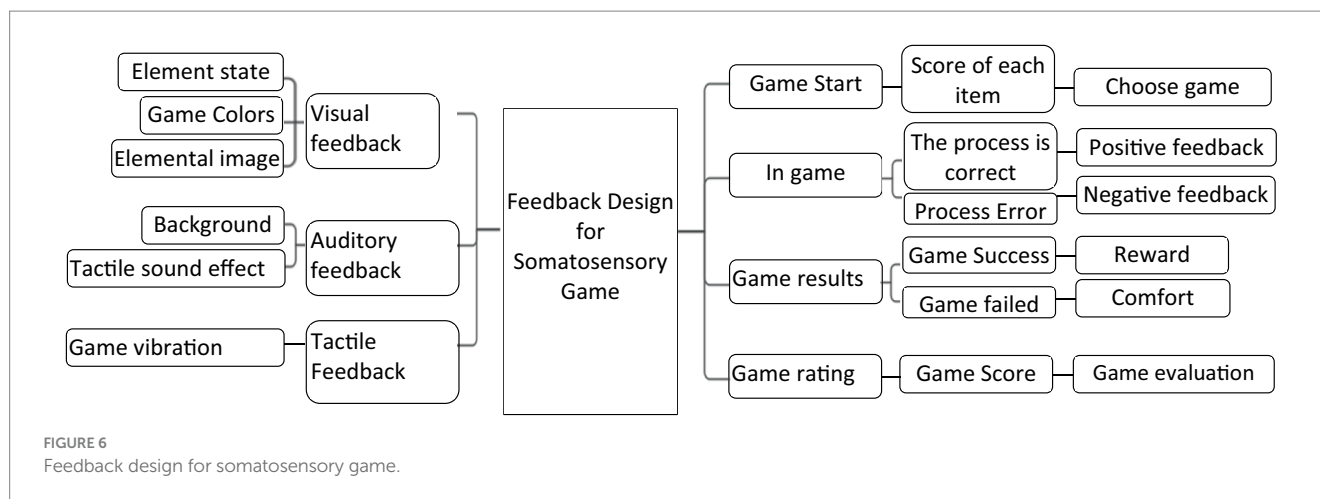 Element state
Game Colors
Elemental image
Visual
feedback
Background
Tactile sound effect
Auditory
feedback
Game vibration
Tactile
Feedback
Feedback Design
for
Somatosensory
Game
Game Start
Score of each
item
Choose game
In game
The process is
correct
Positive feedback
Process Error
Negative feedback
Game results
Game Success
Reward
Game failed
Comfort
Game rating
Game Score
Game evaluation
FIGURE 6
Feedback design for somatosensory game.